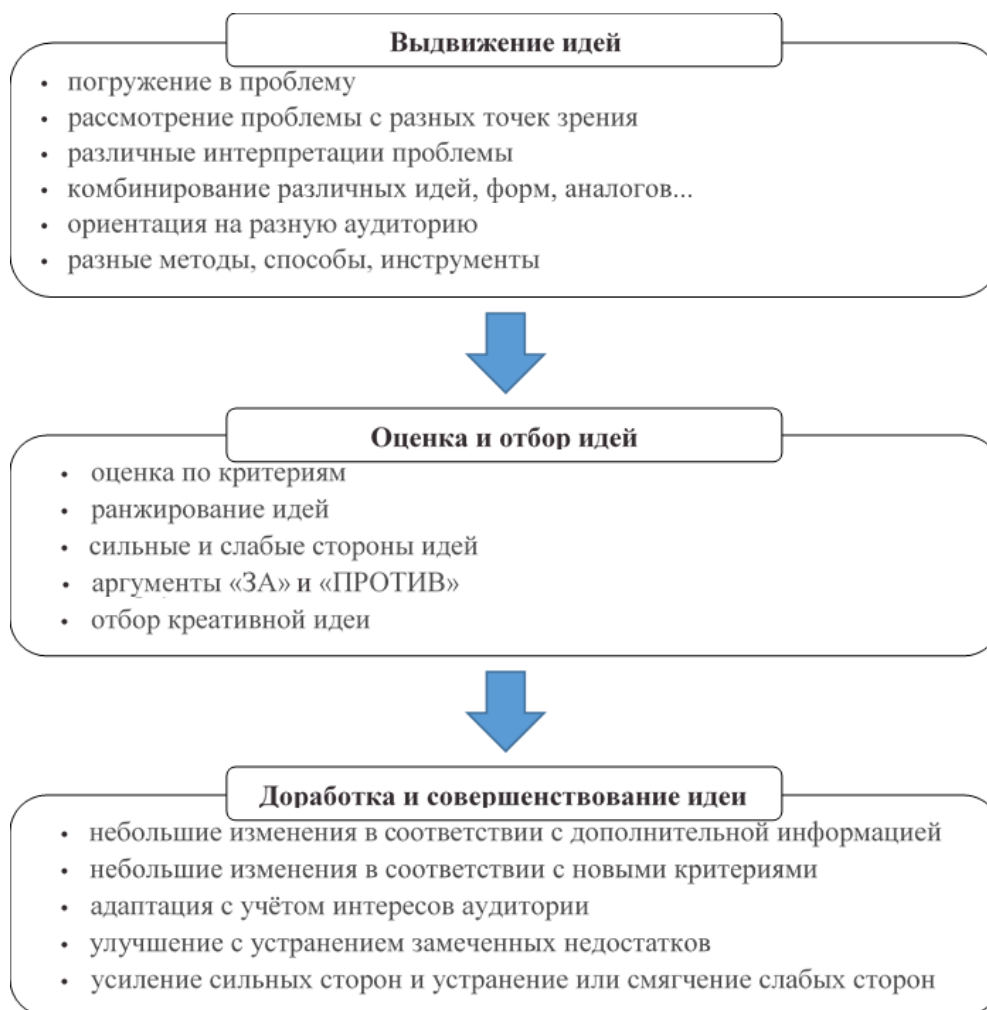 Выдвижение идей
• погружение в проблему
• рассмотрение проблемы с разных точек зрения
• различные интерпретации проблемы
• комбинирование различных идей, форм, аналогов...
• ориентация на разную аудиторию
• разные методы, способы, инструменты
Оценка и отбор идей
• оценка по критериям
• ранжирование идей
• сильные и слабые стороны идей
• аргументы «ЗА» и «ПРОТИВ»
• отбор креативной идеи
Доработка и совершенствование идеи
• небольшие изменения в соответствии с дополнительной информацией
• небольшие изменения в соответствии с новыми критериями
• адаптация с учётом интересов аудитории
• улучшение с устранением замеченных недостатков
• усиление сильных сторон и устранение или смягчение слабых сторон